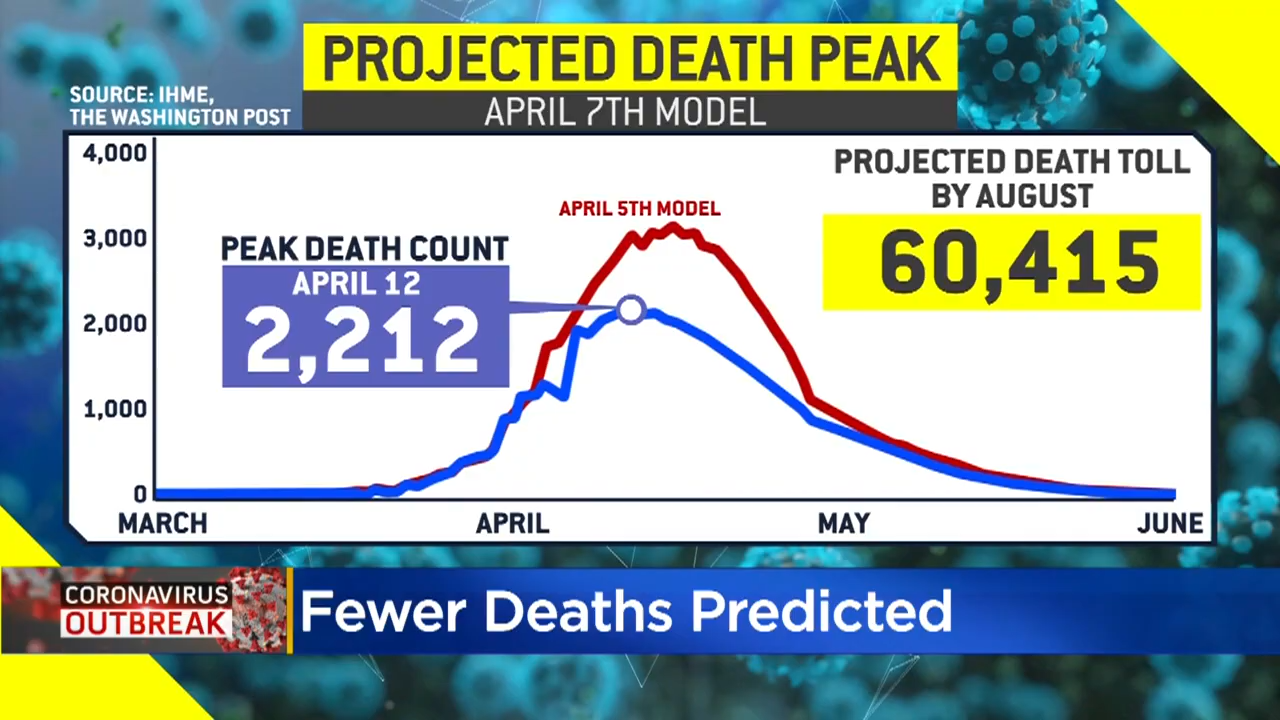 PROJECTED DEATH PEAK
APRIL 7TH MODEL
SOURCE: IHME,
THE WASHINGTON POST
4,000
3,000
2,000
1,000
0
PEAK DEATH COUNT
APRIL 12
2,212
APRIL 5TH MODEL
PROJECTED DEATH TOLL
BY AUGUST
60,415
MARCH
APRIL
MAY
JUNE
CORONAVIRUS
OUTBREAK
Fewer Deaths Predicted